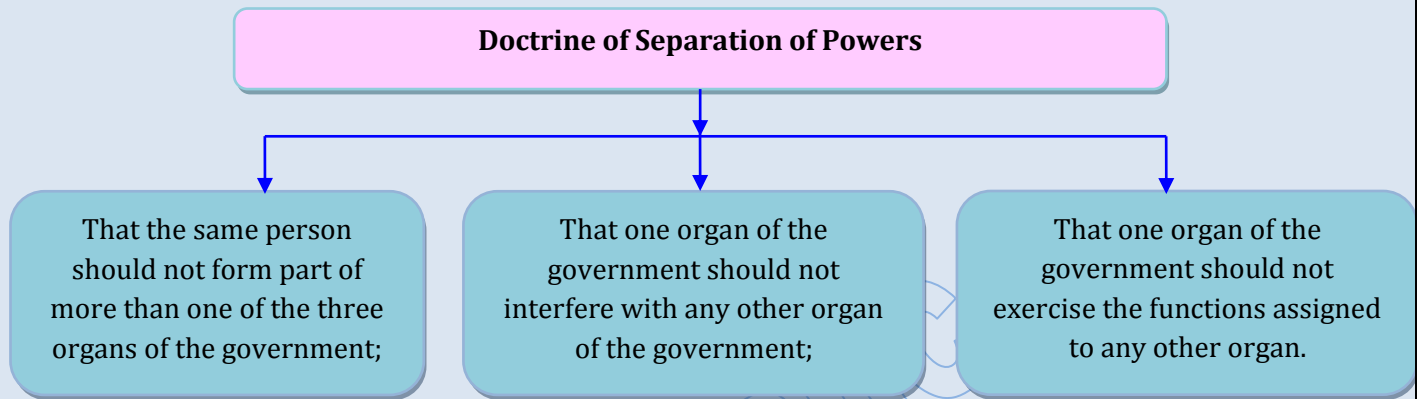 Doctrine of Separation of Powers
That the same person
should not form part of
more than one of the three
organs of the government;
That one organ of the
government should not
interfere with any other organ
of the government;
That one organ of the
government should not
exercise the functions assigned
to any other organ.